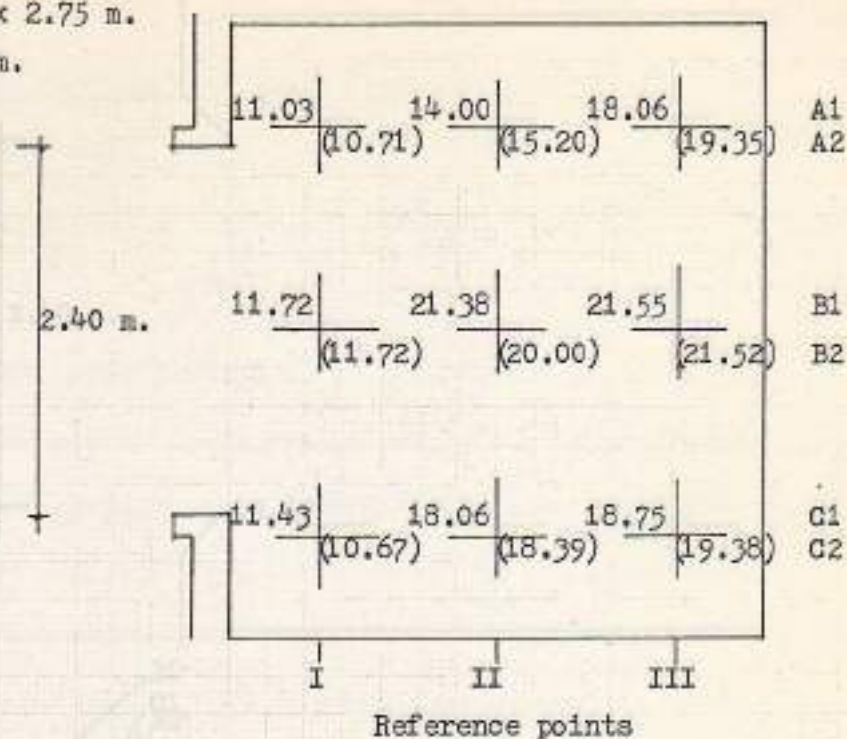 x 2.75 m.
m.
11.03 14.00 18.06 A1
(10.71) (15.20) (19.35) A2
2.40 m.
11.72 21.38 21.55 B1
(11.72) (20.00) (21.52) B2
11.43 18.06 18.75 C1
(10.67) (18.39) (19.38) C2
I II III
Reference points